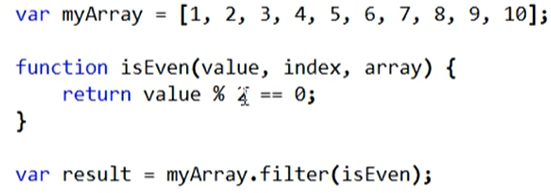 var myArray = [1, 2, 3, 4, 5, 6, 7, 8, 9, 10];
function isEven(value, index, array) {
return value % 2 == 0;
}
var result = myArray.filter(isEven);